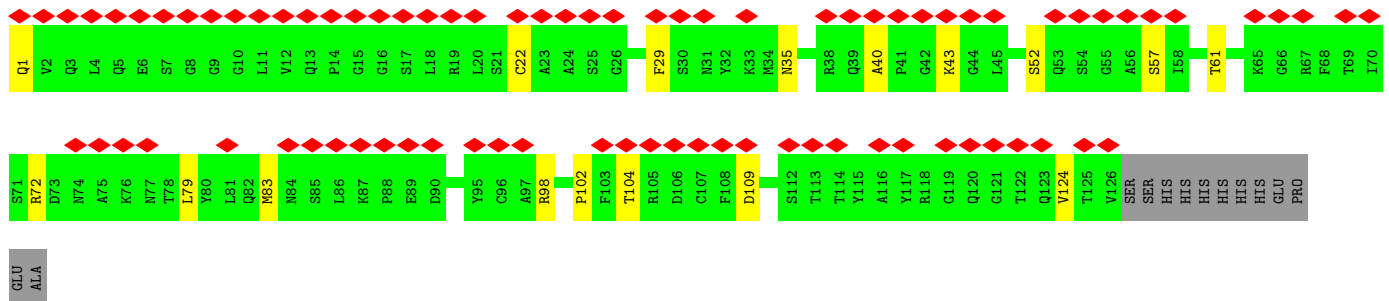 Q1 V2 Q3 L4 Q5 E6 S7 G8 G9 G10 L11 V12 Q13 P14 G15 G16 S17 L18 R19 L20 S21 C22 A23 A24 S25 G26 F29 S30 N31 Y32 K33 M34 N35 R38 Q39 A40 P41 G42 K43 G44 L45 S52 Q53 S54 G55 A56 S57 I58 T61 K65 G66 R67 F68 T69 I70
S71 R72 D73 N74 A75 K76 N77 T78 L79 Y80 L81 Q82 M83 N84 S85 L86 K87 P88 E89 D90 Y95 C96 A97 R98 P102 F103 T104 R105 D106 C107 F108 D109 S112 T113 T114 Y115 A116 Y117 R118 G119 Q120 G121 T122 Q123 V124 T125 V126 SER SER HIS HIS HIS HIS HIS HIS GLU PRO
GLU ALA